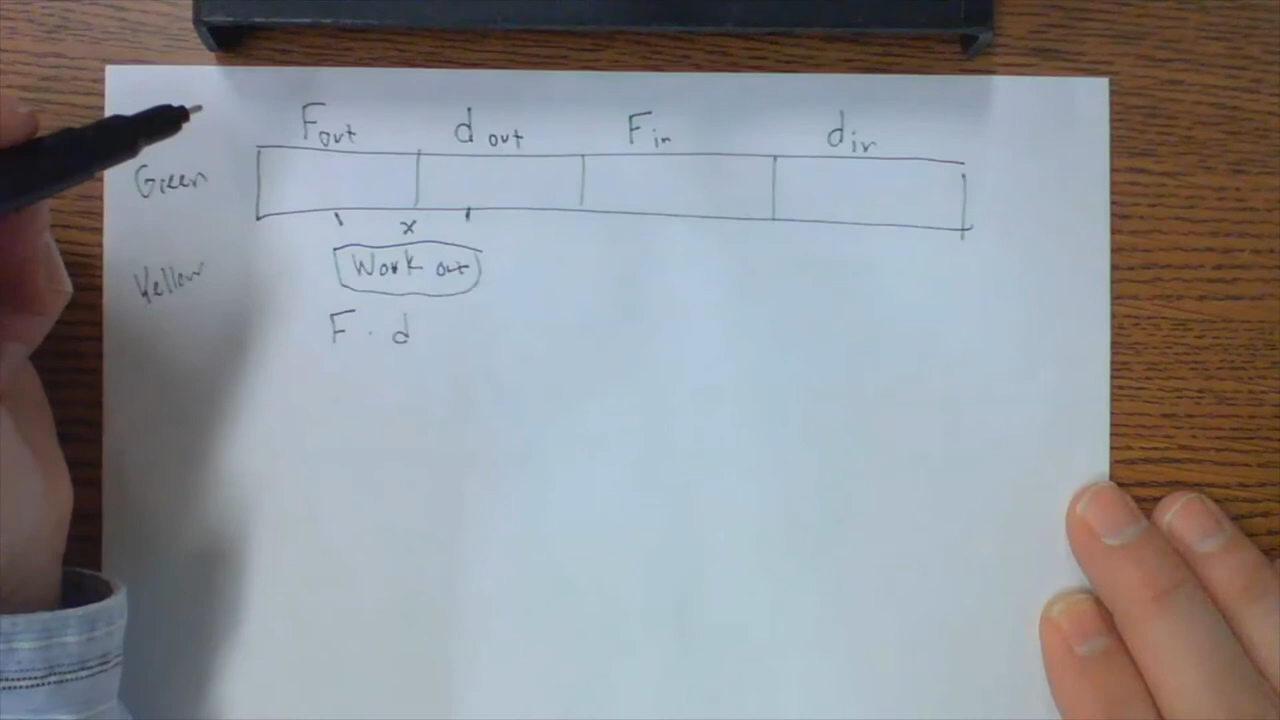 Fout dout Fin din
Green
x
Work out
Yellow
F · d